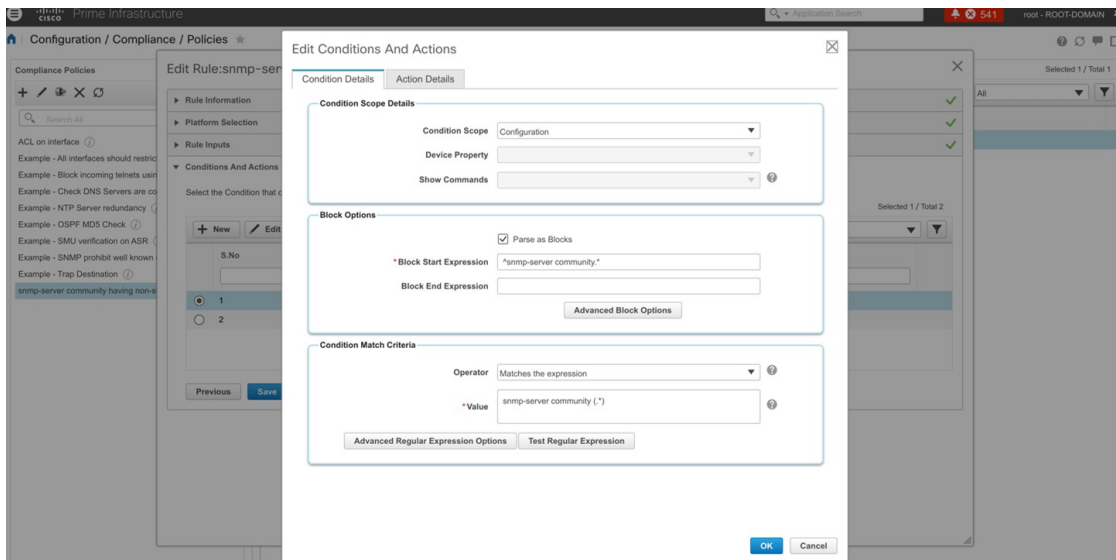 cisco Prime Infrastructure
Application Search
541
root - ROOT-DOMAIN
Configuration / Compliance / Policies
Compliance Policies
Search All
ACL on interface
Example - All interfaces should restric
Example - Block incoming telnets usin
Example - Check DNS Servers are co
Example - NTP Server redundancy
Example - OSPF MD5 Check
Example - SMU verification on ASR
Example - SNMP prohibit well known
Example - Trap Destination
snmp-server community having non-s
Edit Rule:snmp-ser
Rule Information
Platform Selection
Rule Inputs
Conditions And Actions
Select the Condition that c
New
Edit
S.No
1
2
Previous
Save
Selected 1 / Total 2
Selected 1 / Total 1
All
Edit Conditions And Actions
Condition Details
Action Details
Condition Scope Details
Condition Scope
Configuration
Device Property
Show Commands
Block Options
Parse as Blocks
*Block Start Expression
^snmp-server community.*
Block End Expression
Advanced Block Options
Condition Match Criteria
Operator
Matches the expression
*Value
snmp-server community (.*)
Advanced Regular Expression Options
Test Regular Expression
OK
Cancel